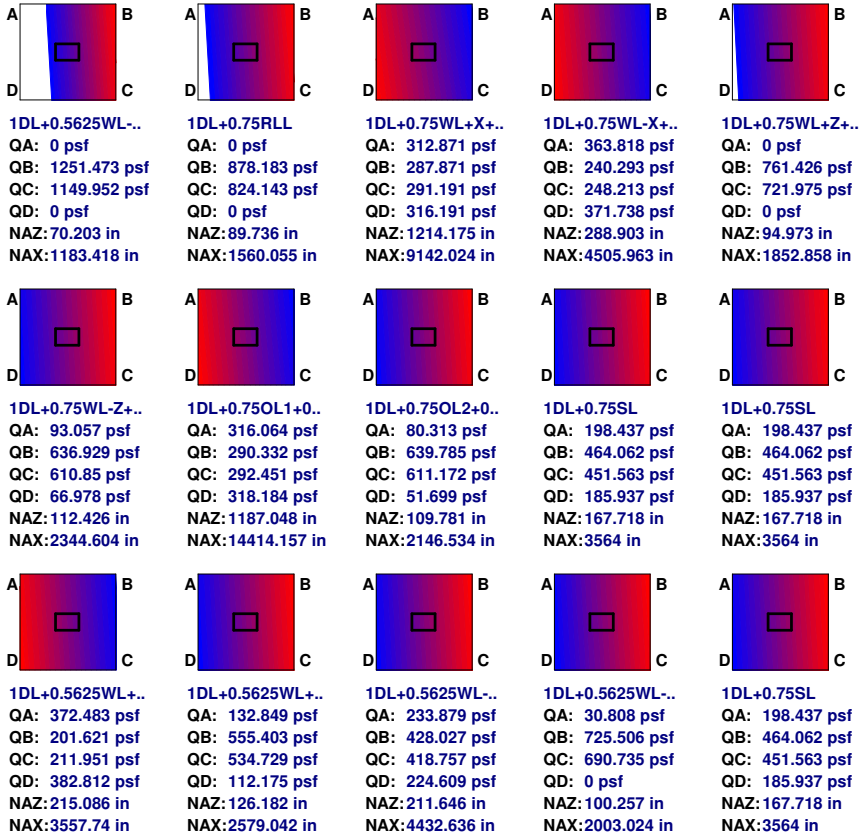 A B A B A B A B A B
D C D C D C D C D C
1DL+0.5625WL-.. 1DL+0.75RLL 1DL+0.75WL+X+.. 1DL+0.75WL-X+.. 1DL+0.75WL+Z+..
QA: 0 psf QA: 0 psf QA: 312.871 psf QA: 363.818 psf QA: 0 psf
QB: 1251.473 psf QB: 878.183 psf QB: 287.871 psf QB: 240.293 psf QB: 761.426 psf
QC: 1149.952 psf QC: 824.143 psf QC: 291.191 psf QC: 248.213 psf QC: 721.975 psf
QD: 0 psf QD: 0 psf QD: 316.191 psf QD: 371.738 psf QD: 0 psf
NAZ: 70.203 in NAZ: 89.736 in NAZ: 1214.175 in NAZ: 288.903 in NAZ: 94.973 in
NAX: 1183.418 in NAX: 1560.055 in NAX: 9142.024 in NAX: 4505.963 in NAX: 1852.858 in
A B A B A B A B A B
D C D C D C D C D C
1DL+0.75WL-Z+.. 1DL+0.75OL1+0.. 1DL+0.75OL2+0.. 1DL+0.75SL 1DL+0.75SL
QA: 93.057 psf QA: 316.064 psf QA: 80.313 psf QA: 198.437 psf QA: 198.437 psf
QB: 636.929 psf QB: 290.332 psf QB: 639.785 psf QB: 464.062 psf QB: 464.062 psf
QC: 610.85 psf QC: 292.451 psf QC: 611.172 psf QC: 451.563 psf QC: 451.563 psf
QD: 66.978 psf QD: 318.184 psf QD: 51.699 psf QD: 185.937 psf QD: 185.937 psf
NAZ: 112.426 in NAZ: 1187.048 in NAZ: 109.781 in NAZ: 167.718 in NAZ: 167.718 in
NAX: 2344.604 in NAX: 14414.157 in NAX: 2146.534 in NAX: 3564 in NAX: 3564 in
A B A B A B A B A B
D C D C D C D C D C
1DL+0.5625WL+.. 1DL+0.5625WL+.. 1DL+0.5625WL-.. 1DL+0.5625WL-.. 1DL+0.75SL
QA: 372.483 psf QA: 132.849 psf QA: 233.879 psf QA: 30.808 psf QA: 198.437 psf
QB: 201.621 psf QB: 555.403 psf QB: 428.027 psf QB: 725.506 psf QB: 464.062 psf
QC: 211.951 psf QC: 534.729 psf QC: 418.757 psf QC: 690.735 psf QC: 451.563 psf
QD: 382.812 psf QD: 112.175 psf QD: 224.609 psf QD: 0 psf QD: 185.937 psf
NAZ: 215.086 in NAZ: 126.182 in NAZ: 211.646 in NAZ: 100.257 in NAZ: 167.718 in
NAX: 3557.74 in NAX: 2579.042 in NAX: 4432.636 in NAX: 2003.024 in NAX: 3564 in